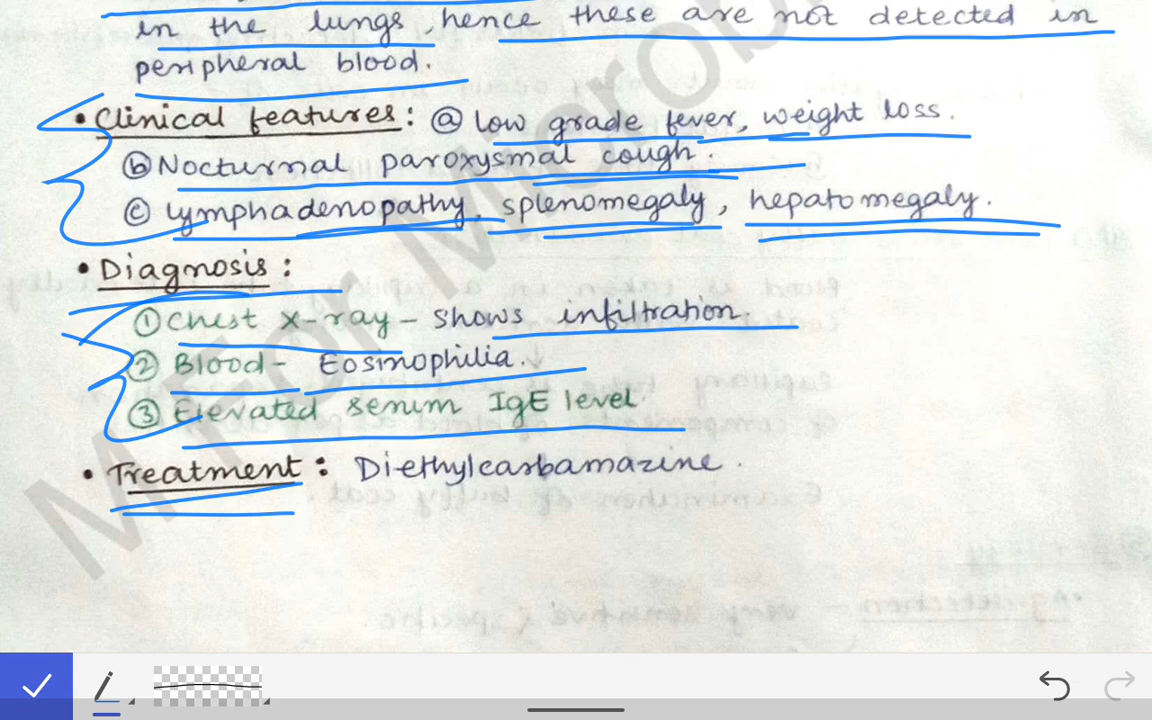 in the lungs, hence these are not detected in
peripheral blood.
• Clinical features: ⓐ Low grade fever, weight loss.
ⓑ Nocturnal paroxysmal cough.
ⓒ Lymphadenopathy, splenomegaly, hepatomegaly.
• Diagnosis:
① Chest X-ray - shows infiltration.
② Blood - Eosinophilia.
③ Elevated serum IgE level.
• Treatment: Diethylcarbamazine.
M For Microbi